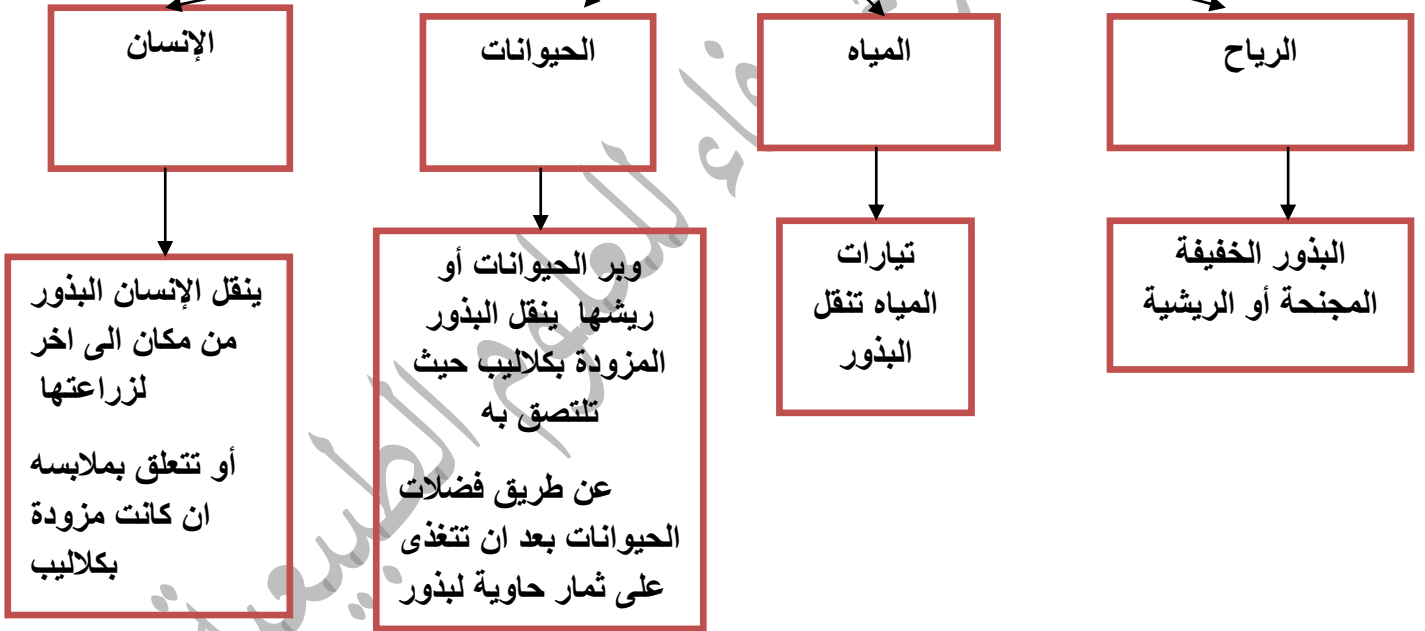 الرياح
المياه
الحيوانات
الإنسان
البذور الخفيفة
المجنحة أو الريشية
تيارات
المياه تنقل
البذور
وبر الحيوانات أو
ريشها ينقل البذور
المزودة بكلاليب حيث
تلتصق به
عن طريق فضلات
الحيوانات بعد ان تتغذى
على ثمار حاوية لبذور
ينقل الإنسان البذور
من مكان الى اخر
لزراعتها
أو تتعلق بملابسه
ان كانت مزودة
بكلاليب
للعلوم الطبيعية